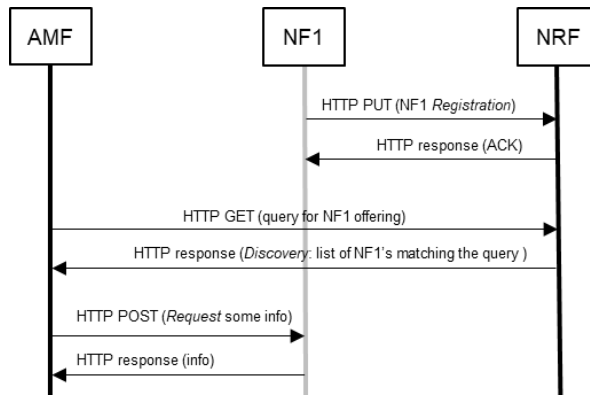 AMF
NF1
NRF
HTTP PUT (NF1 Registration)
HTTP response (ACK)
HTTP GET (query for NF1 offering)
HTTP response (Discovery: list of NF1's matching the query )
HTTP POST (Request some info)
HTTP response (info)